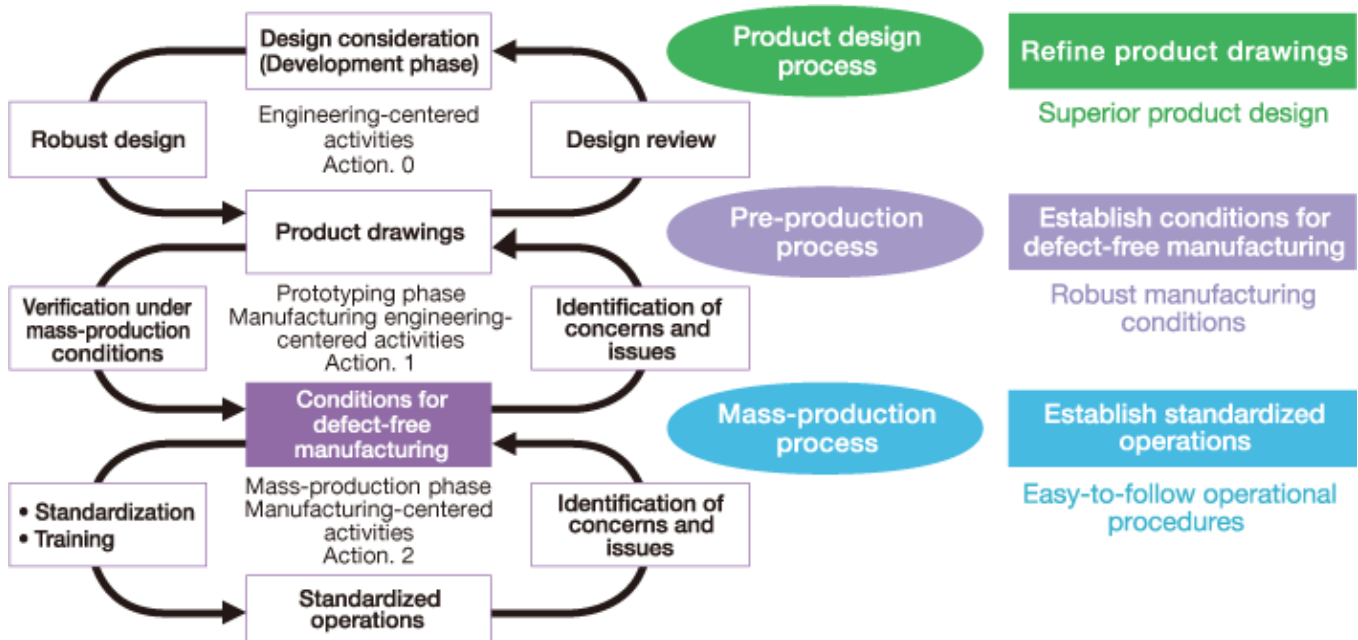 Design consideration
(Development phase)
Product design
process
Refine product drawings
Superior product design
Robust design
Engineering-centered
activities
Action. 0
Design review
Product drawings
Pre-production
process
Establish conditions for
defect-free manufacturing
Robust manufacturing
conditions
Verification under
mass-production
conditions
Prototyping phase
Manufacturing engineering-
centered activities
Action. 1
Identification of
concerns and
issues
Conditions for
defect-free
manufacturing
Mass-production
process
Establish standardized
operations
Easy-to-follow operational
procedures
• Standardization
• Training
Mass-production phase
Manufacturing-centered
activities
Action. 2
Identification of
concerns and
issues
Standardized
operations